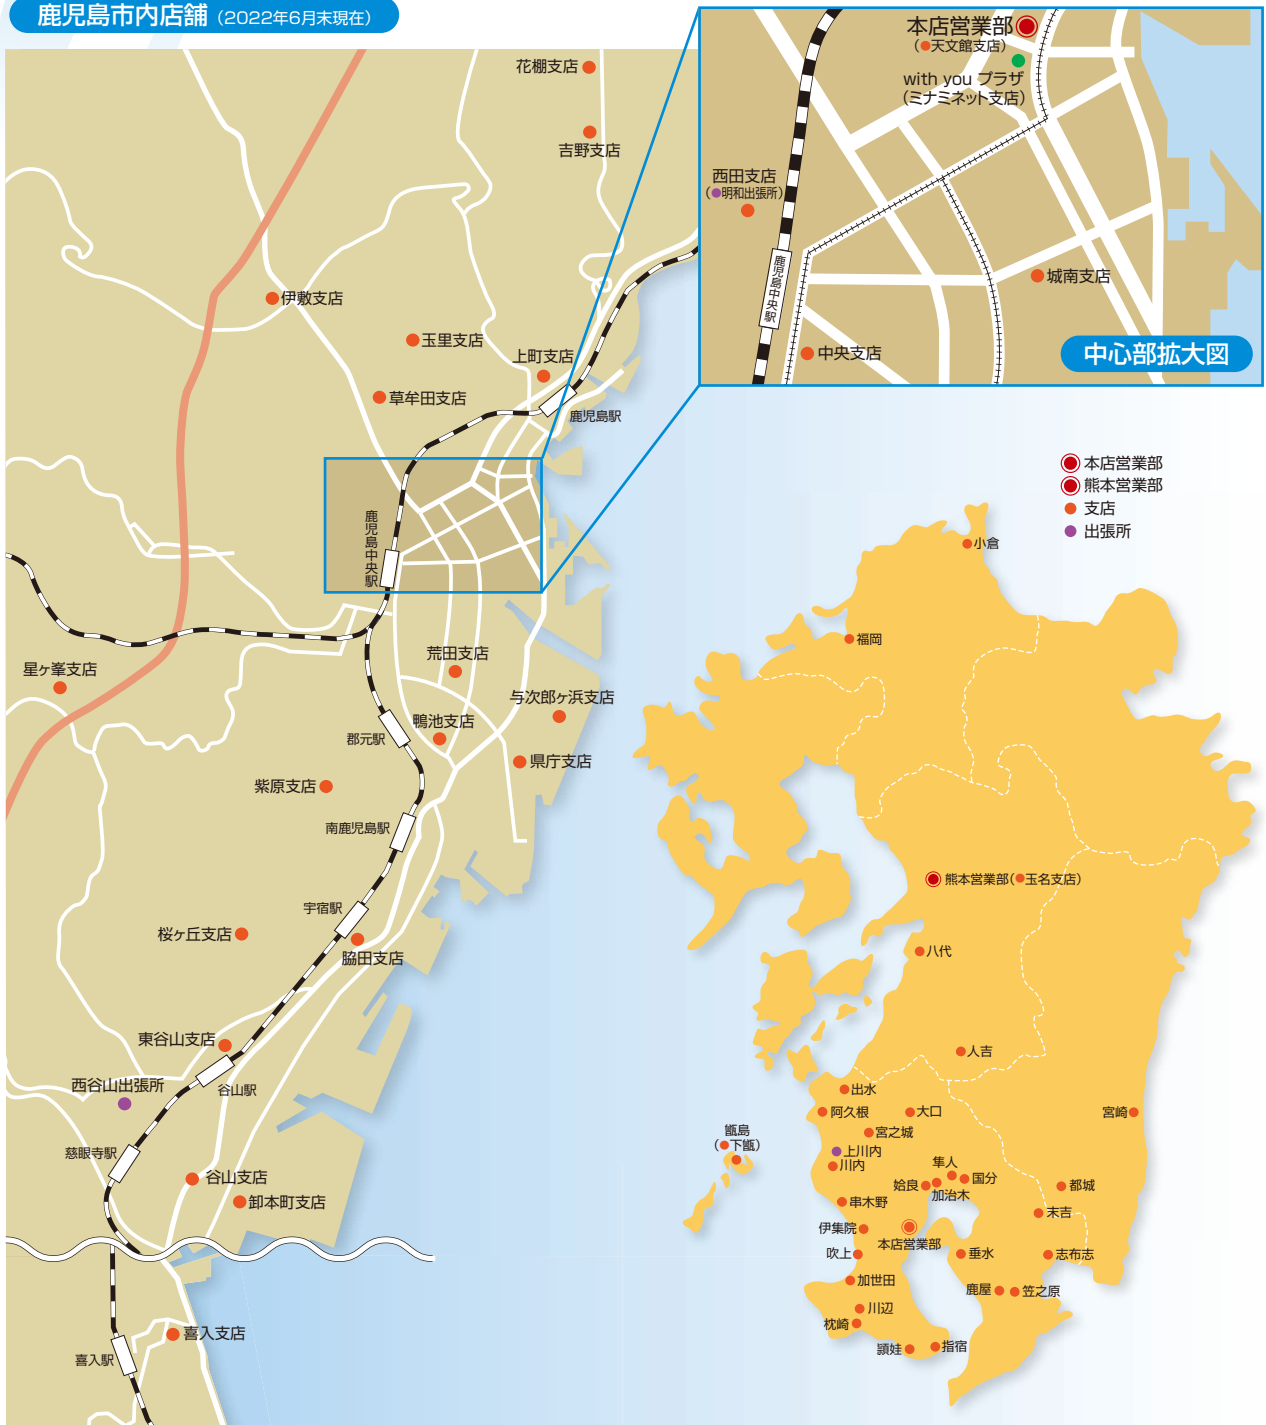 鹿児島市内店舗（2022年6月末現在）
花棚支店
吉野支店
伊敷支店
玉里支店
上町支店
草牟田支店
鹿児島駅
鹿児島中央駅
荒田支店
星ヶ峯支店
与次郎ヶ浜支店
鴨池支店
郡元駅
県庁支店
紫原支店
南鹿児島駅
宇宿駅
桜ヶ丘支店
脇田支店
東谷山支店
谷山駅
西谷山出張所
慈眼寺駅
谷山支店
卸本町支店
喜入支店
喜入駅
本店営業部
（●天文館支店）
with you プラザ
（ミナミネット支店）
西田支店
（●明和出張所）
鹿児島中央駅
城南支店
中央支店
中心部拡大図
本店営業部
熊本営業部
支店
出張所
小倉
福岡
熊本営業部（●玉名支店）
八代
人吉
出水
阿久根
大口
宮崎
宮之城
甑島
（●下甑）
上川内
川内
隼人
国分
姶良
加治木
都城
串木野
末吉
伊集院
本店営業部
吹上
垂水
志布志
加世田
鹿屋
笠之原
川辺
枕崎
頴娃
指宿